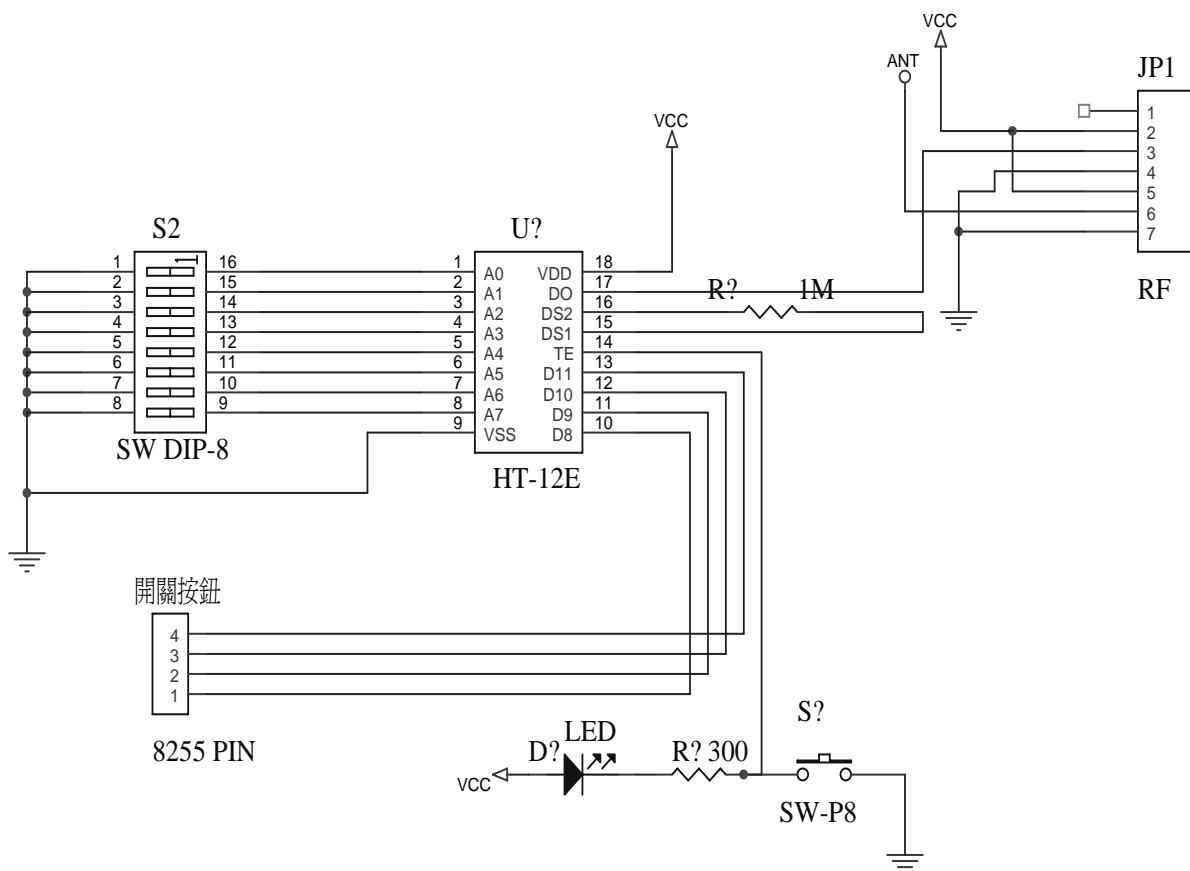 VCC
ANT
JP1
1
2
3
4
5
6
7
RF
VCC
S2
1
1 16
2 15
3 14
4 13
5 12
6 11
7 10
8 9
SW DIP-8
U?
1 A0 VDD 18
2 A1 DO 17
3 A2 DS2 16
4 A3 DS1 15
5 A4 TE 14
6 A5 D11 13
7 A6 D10 12
8 A7 D9 11
9 VSS D8 10
HT-12E
R? 1M
開關按鈕
4
3
2
1
8255 PIN
LED
D?
VCC
R? 300
S?
SW-P8